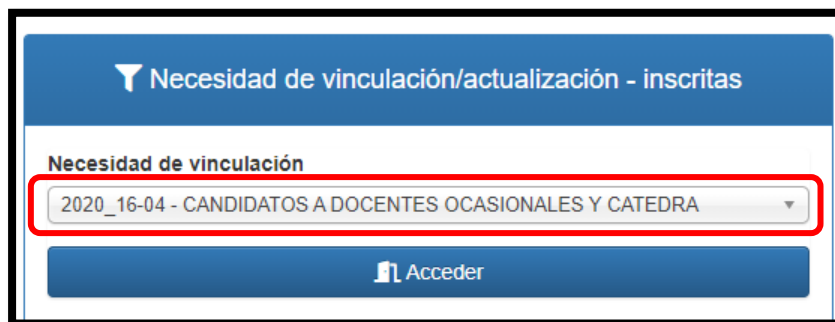 Necesidad de vinculación/actualización - inscritas
Necesidad de vinculación
2020_16-04 - CANDIDATOS A DOCENTES OCASIONALES Y CATEDRA
Acceder